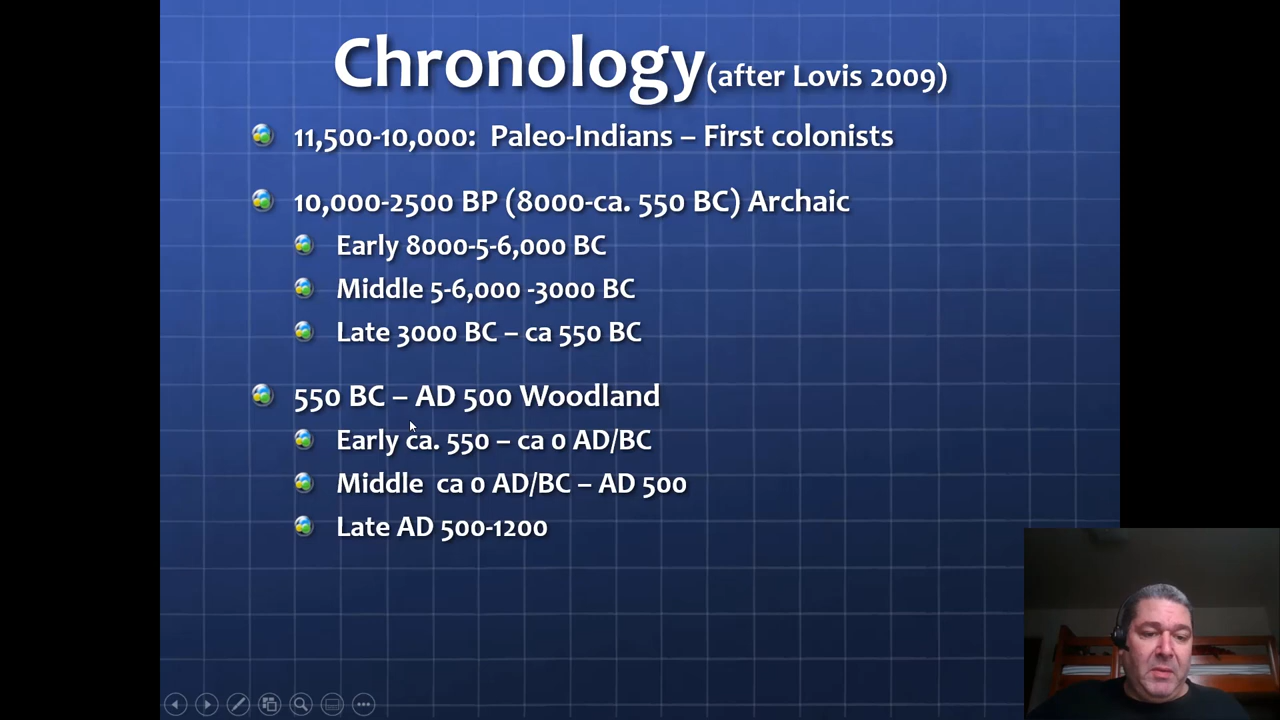 Chronology(after Lovis 2009)
11,500-10,000:  Paleo-Indians – First colonists
10,000-2500 BP (8000-ca. 550 BC) Archaic
Early 8000-5-6,000 BC
Middle 5-6,000 -3000 BC
Late 3000 BC – ca 550 BC
550 BC – AD 500 Woodland
Early ca. 550 – ca 0 AD/BC
Middle  ca 0 AD/BC – AD 500
Late AD 500-1200